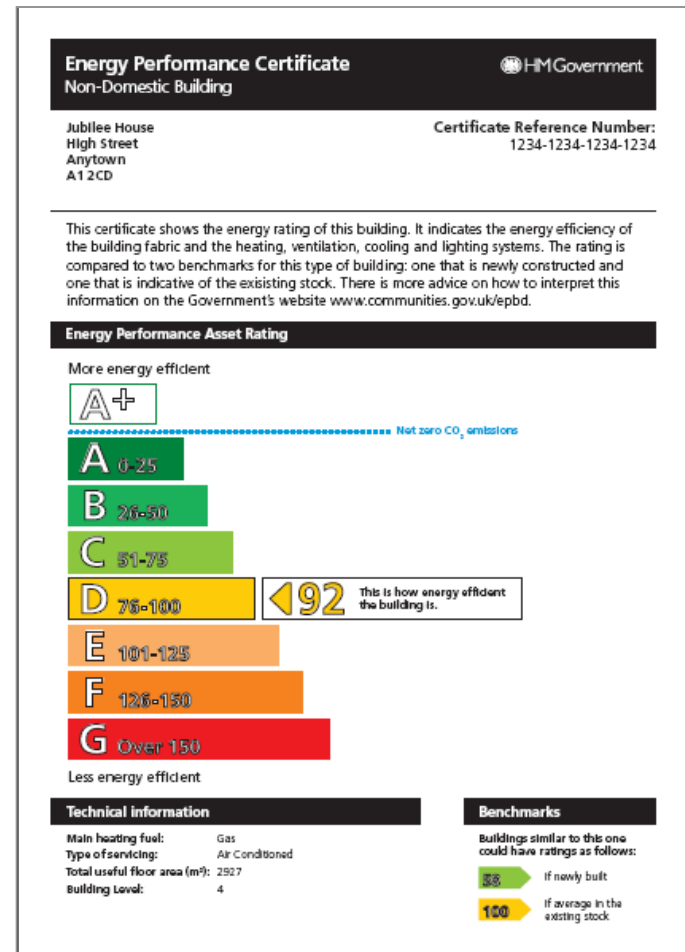 Energy Performance Certificate
Non-Domestic Building
HM Government
Jubilee House
High Street
Anytown
A1 2CD
Certificate Reference Number:
1234-1234-1234-1234
This certificate shows the energy rating of this building. It indicates the energy efficiency of
the building fabric and the heating, ventilation, cooling and lighting systems. The rating is
compared to two benchmarks for this type of building: one that is newly constructed and
one that is indicative of the exisisting stock. There is more advice on how to interpret this
information on the Government's website www.communities.gov.uk/epbd.
Energy Performance Asset Rating
More energy efficient
A+
Net zero CO₂ emissions
A 0-25
B 26-50
C 51-75
D 76-100
92 This is how energy efficient
the building is.
E 101-125
F 126-150
G Over 150
Less energy efficient
Technical information
Main heating fuel: Gas
Type of servicing: Air Conditioned
Total useful floor area (m²): 2927
Building Level: 4
Benchmarks
Buildings similar to this one
could have ratings as follows:
If newly built
100 If average in the
existing stock